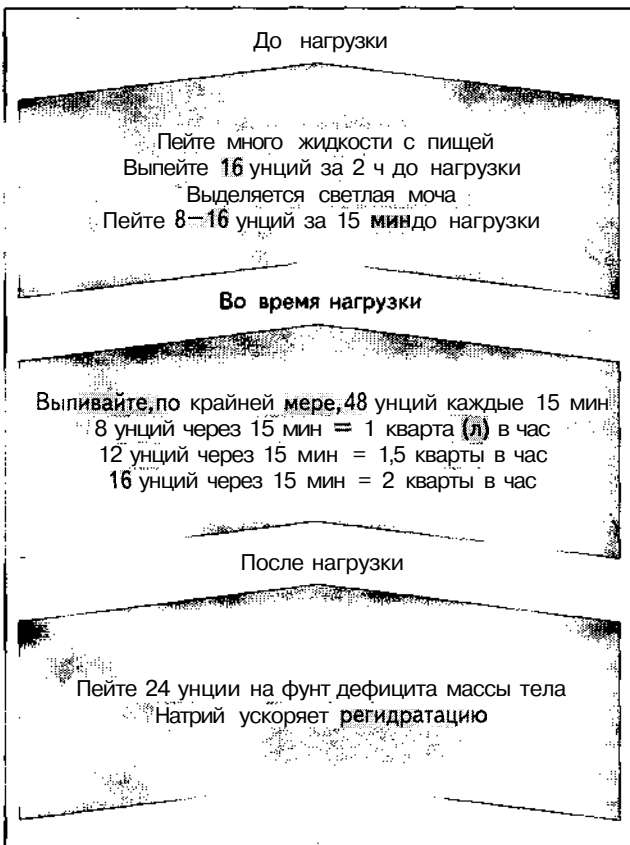 До нагрузки
Пейте много жидкости с пищей
Выпейте 16 унций за 2 ч до нагрузки
Выделяется светлая моча
Пейте 8–16 унций за 15 миндо нагрузки
Во время нагрузки
Выпивайте,по крайней мере,48 унций каждые 15 мин
8 унций через 15 мин = 1 кварта (л) в час
12 унций через 15 мин = 1,5 кварты в час
16 унций через 15 мин = 2 кварты в час
После нагрузки
Пейте 24 унции на фунт дефицита массы тела
Натрий ускоряет регидратацию